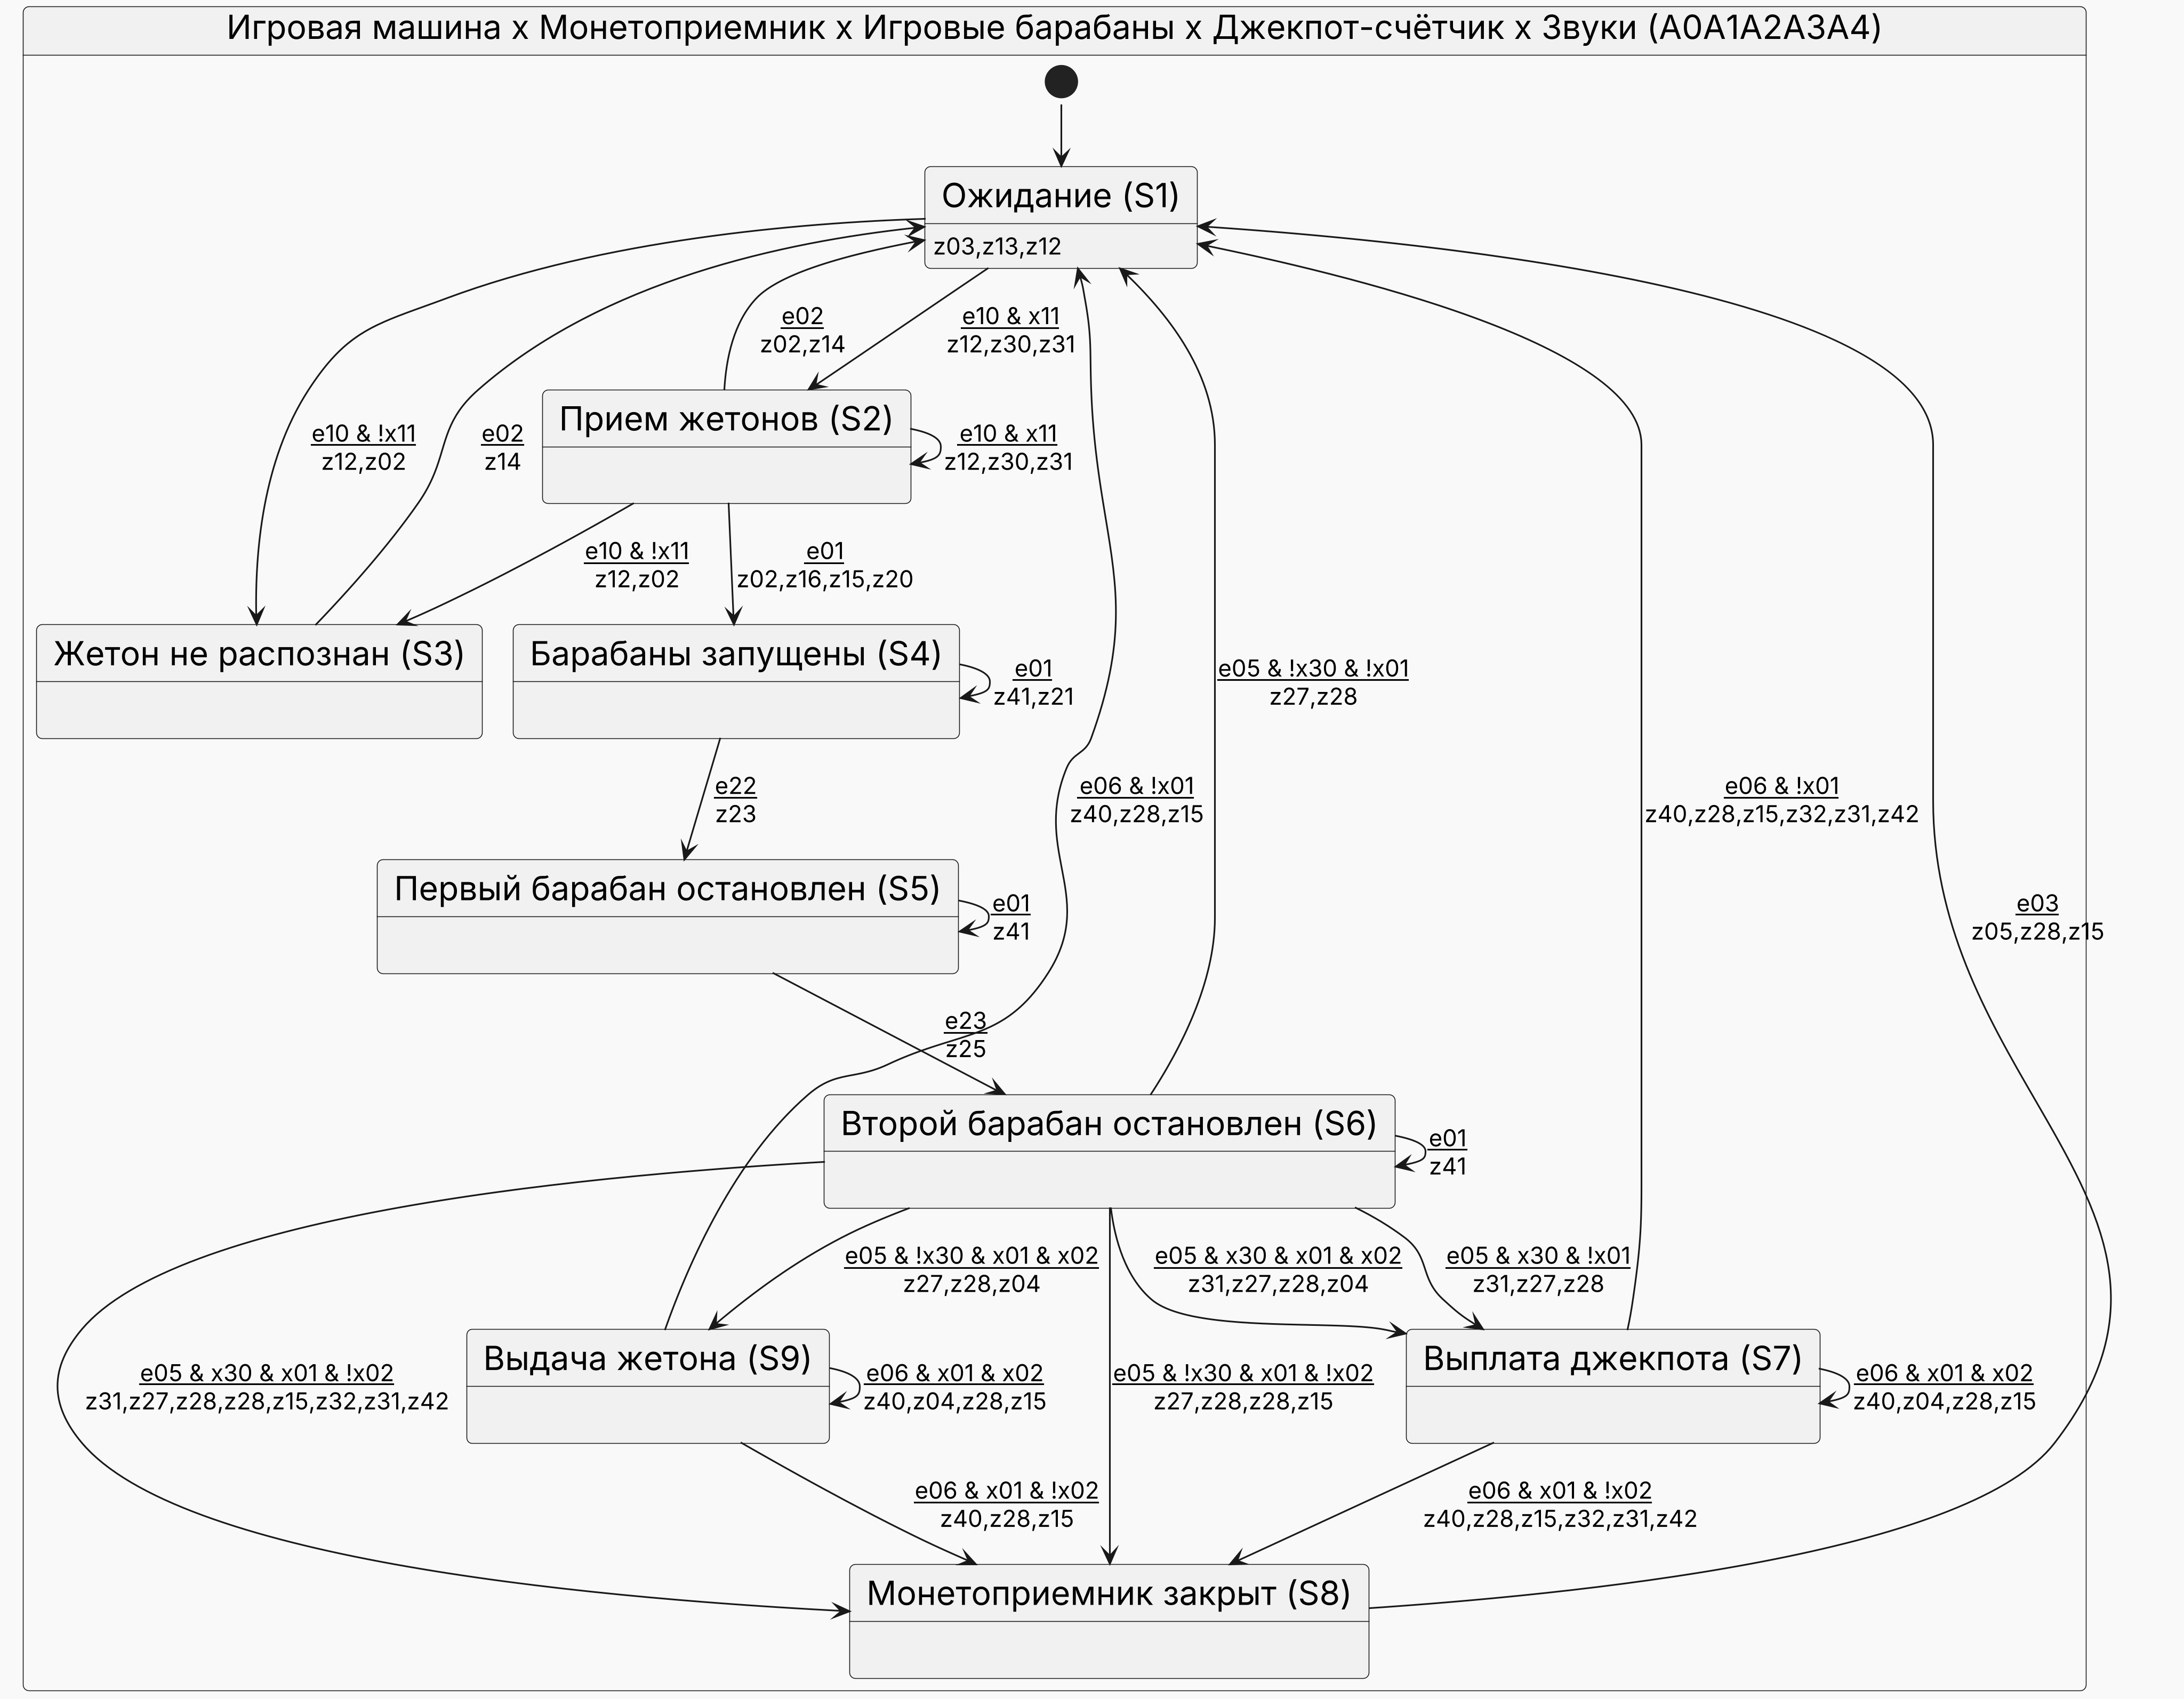 Игровая машина x Монетоприемник x Игровые барабаны x Джекпот-счётчик x Звуки (A0A1A2A3A4)
Ожидание (S1)
z03,z13,z12
e02
z02,z14
e10 & x11
z12,z30,z31
Прием жетонов (S2)
e10 & !x11
z12,z02
e02
z14
e10 & x11
z12,z30,z31
e10 & !x11
z12,z02
e01
z02,z16,z15,z20
Жетон не распознан (S3)
Барабаны запущены (S4)
e01
z41,z21
e05 & !x30 & !x01
z27,z28
e22
z23
e06 & !x01
z40,z28,z15
e06 & !x01
z40,z28,z15,z32,z31,z42
Первый барабан остановлен (S5)
e01
z41
e03
z05,z28,z15
e23
z25
Второй барабан остановлен (S6)
e01
z41
e05 & !x30 & x01 & x02
z27,z28,z04
e05 & x30 & x01 & x02
z31,z27,z28,z04
e05 & x30 & !x01
z31,z27,z28
e05 & x30 & x01 & !x02
z31,z27,z28,z28,z15,z32,z31,z42
Выдача жетона (S9)
e06 & x01 & x02
z40,z04,z28,z15
e05 & !x30 & x01 & !x02
z27,z28,z28,z15
Выплата джекпота (S7)
e06 & x01 & x02
z40,z04,z28,z15
e06 & x01 & !x02
z40,z28,z15
e06 & x01 & !x02
z40,z28,z15,z32,z31,z42
Монетоприемник закрыт (S8)